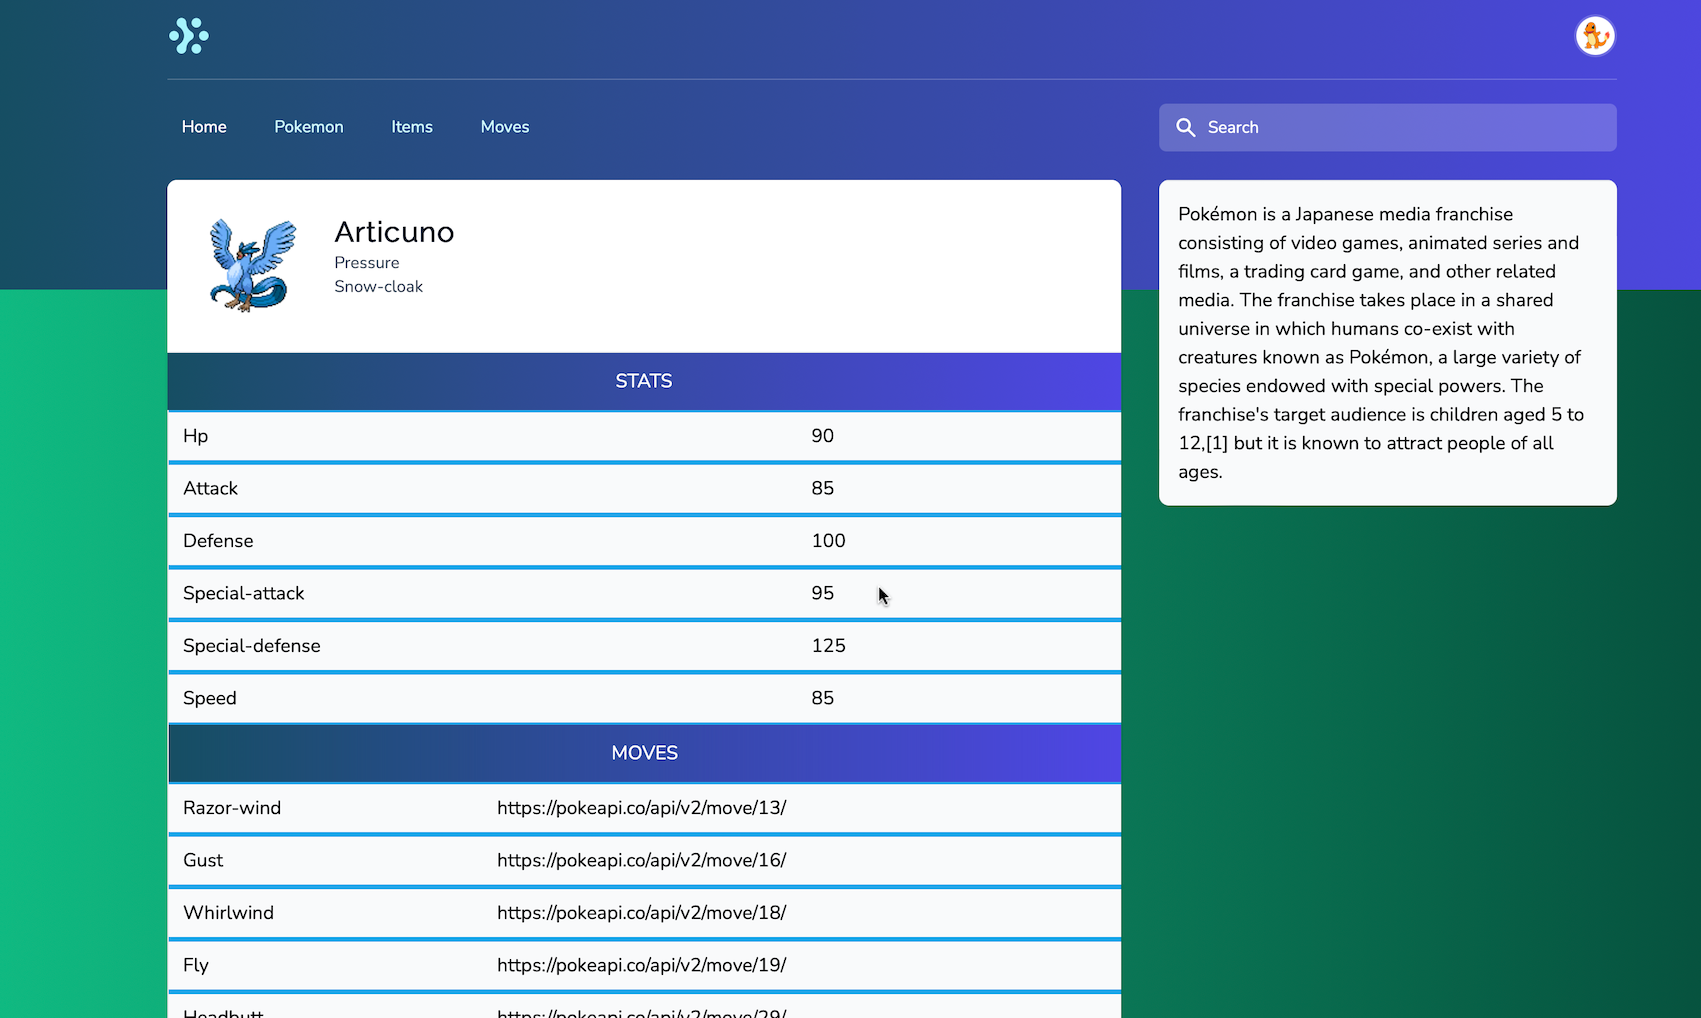 Home Pokemon Items Moves Search
Articuno
Pressure
Snow-cloak
STATS
Hp 90
Attack 85
Defense 100
Special-attack 95
Special-defense 125
Speed 85
MOVES
Razor-wind https://pokeapi.co/api/v2/move/13/
Gust https://pokeapi.co/api/v2/move/16/
Whirlwind https://pokeapi.co/api/v2/move/18/
Fly https://pokeapi.co/api/v2/move/19/
Headbutt https://pokeapi.co/api/v2/move/29/
Pokémon is a Japanese media franchise
consisting of video games, animated series and
films, a trading card game, and other related
media. The franchise takes place in a shared
universe in which humans co-exist with
creatures known as Pokémon, a large variety of
species endowed with special powers. The
franchise's target audience is children aged 5 to
12,[1] but it is known to attract people of all
ages.